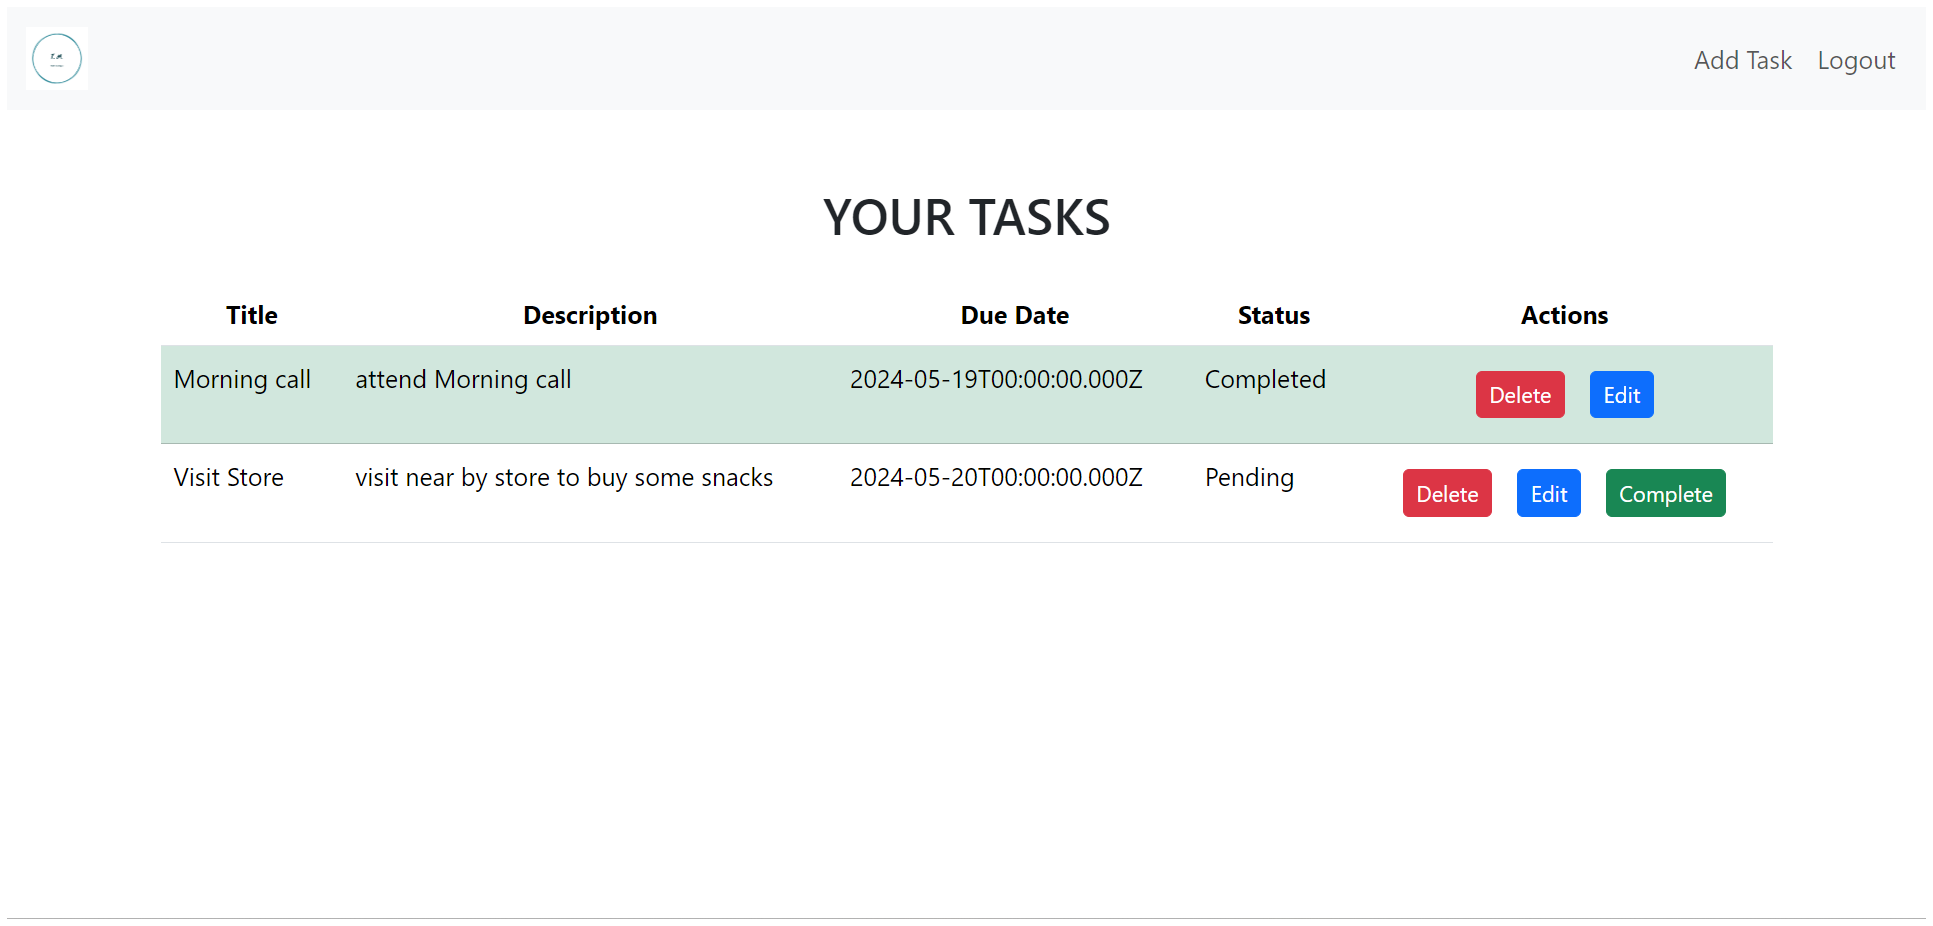 Add Task Logout
YOUR TASKS
Title Description Due Date Status Actions
Morning call attend Morning call 2024-05-19T00:00:00.000Z Completed Delete Edit
Visit Store visit near by store to buy some snacks 2024-05-20T00:00:00.000Z Pending Delete Edit Complete